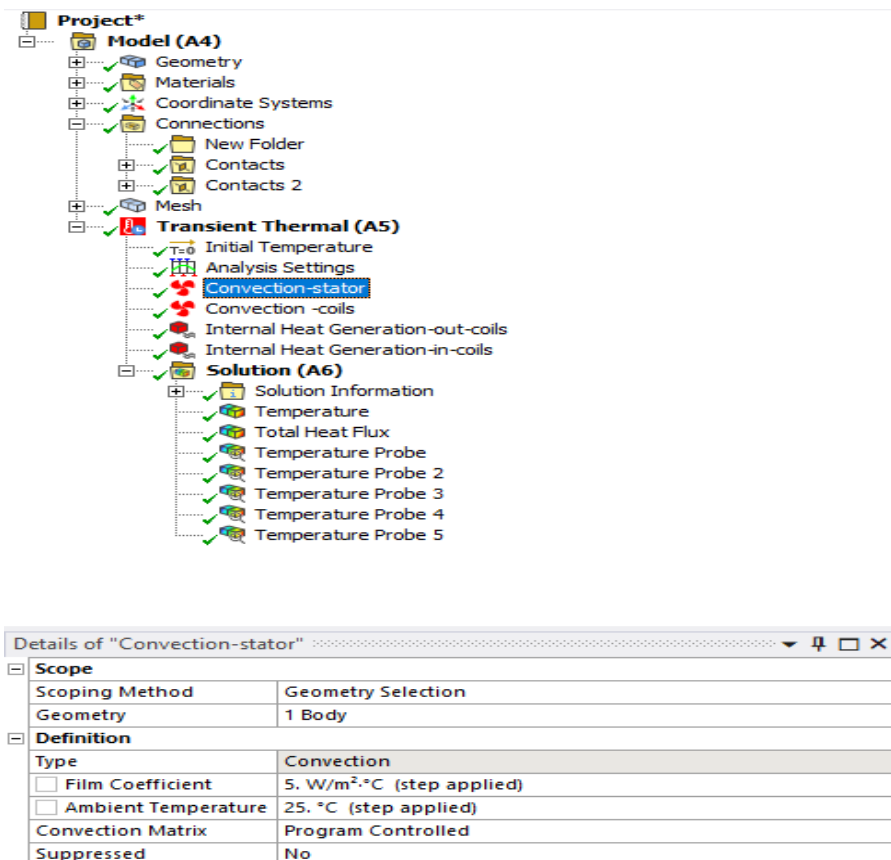 Project*
Model (A4)
Geometry
Materials
Coordinate Systems
Connections
New Folder
Contacts
Contacts 2
Mesh
Transient Thermal (A5)
T=0 Initial Temperature
Analysis Settings
Convection-stator
Convection -coils
Internal Heat Generation-out-coils
Internal Heat Generation-in-coils
Solution (A6)
Solution Information
Temperature
Total Heat Flux
Temperature Probe
Temperature Probe 2
Temperature Probe 3
Temperature Probe 4
Temperature Probe 5
Details of "Convection-stator"
Scope
Scoping Method Geometry Selection
Geometry 1 Body
Definition
Type Convection
Film Coefficient 5. W/m²·°C (step applied)
Ambient Temperature 25. °C (step applied)
Convection Matrix Program Controlled
Suppressed No